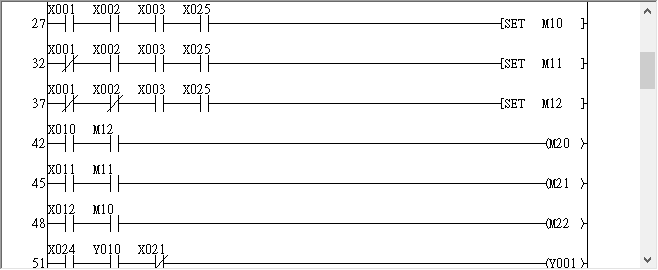 X001 X002 X003 X025
27 [SET M10 ]
X001 X002 X003 X025
32 [SET M11 ]
X001 X002 X003 X025
37 [SET M12 ]
X010 M12
42 (M20 )
X011 M11
45 (M21 )
X012 M10
48 (M22 )
X024 Y010 X021
51 (Y001 )